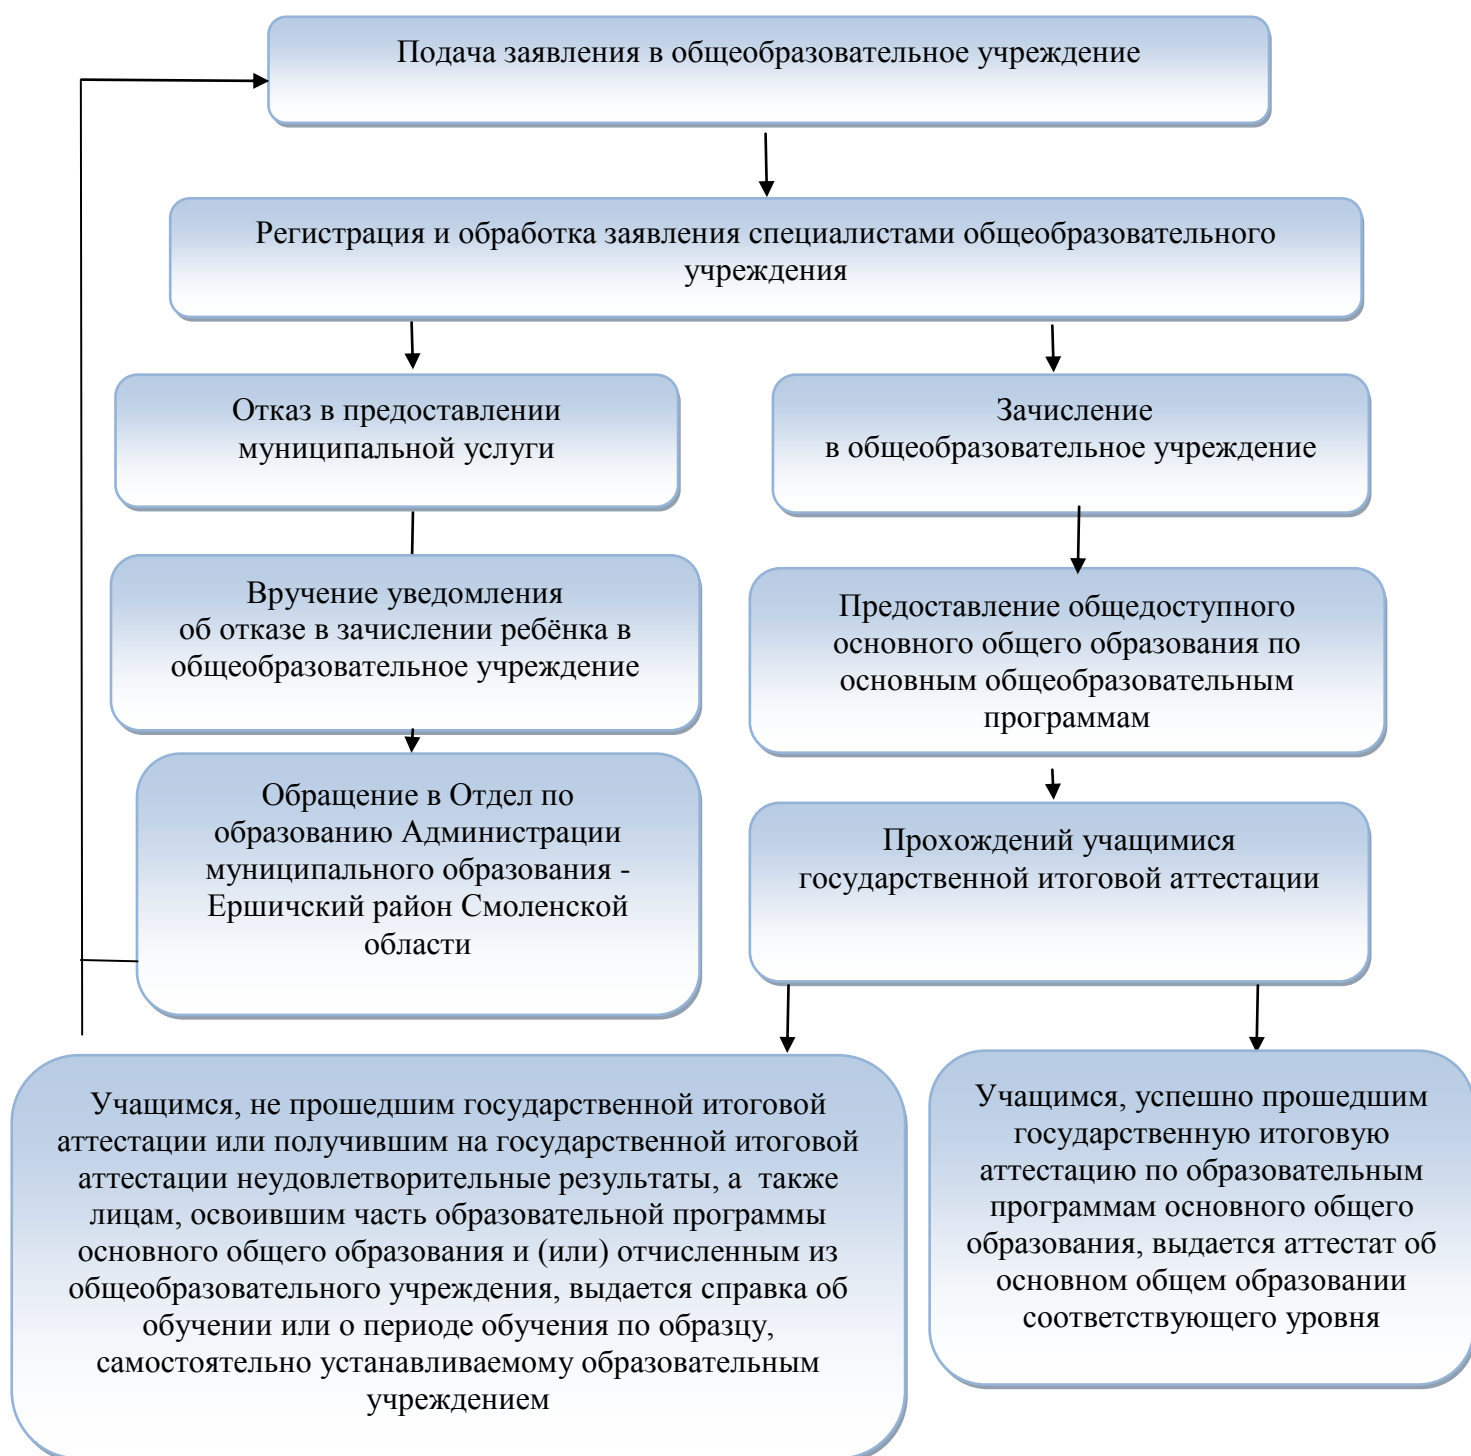 Подача заявления в общеобразовательное учреждение
Регистрация и обработка заявления специалистами общеобразовательного
учреждения
Отказ в предоставлении
муниципальной услуги
Зачисление
в общеобразовательное учреждение
Вручение уведомления
об отказе в зачислении ребёнка в
общеобразовательное учреждение
Предоставление общедоступного
основного общего образования по
основным общеобразовательным
программам
Обращение в Отдел по
образованию Администрации
муниципального образования -
Ершичский район Смоленской
области
Прохождений учащимися
государственной итоговой аттестации
Учащимся, не прошедшим государственной итоговой
аттестации или получившим на государственной итоговой
аттестации неудовлетворительные результаты, а  также
лицам, освоившим часть образовательной программы
основного общего образования и (или) отчисленным из
общеобразовательного учреждения, выдается справка об
обучении или о периоде обучения по образцу,
самостоятельно устанавливаемому образовательным
учреждением
Учащимся, успешно прошедшим
государственную итоговую
аттестацию по образовательным
программам основного общего
образования, выдается аттестат об
основном общем образовании
соответствующего уровня